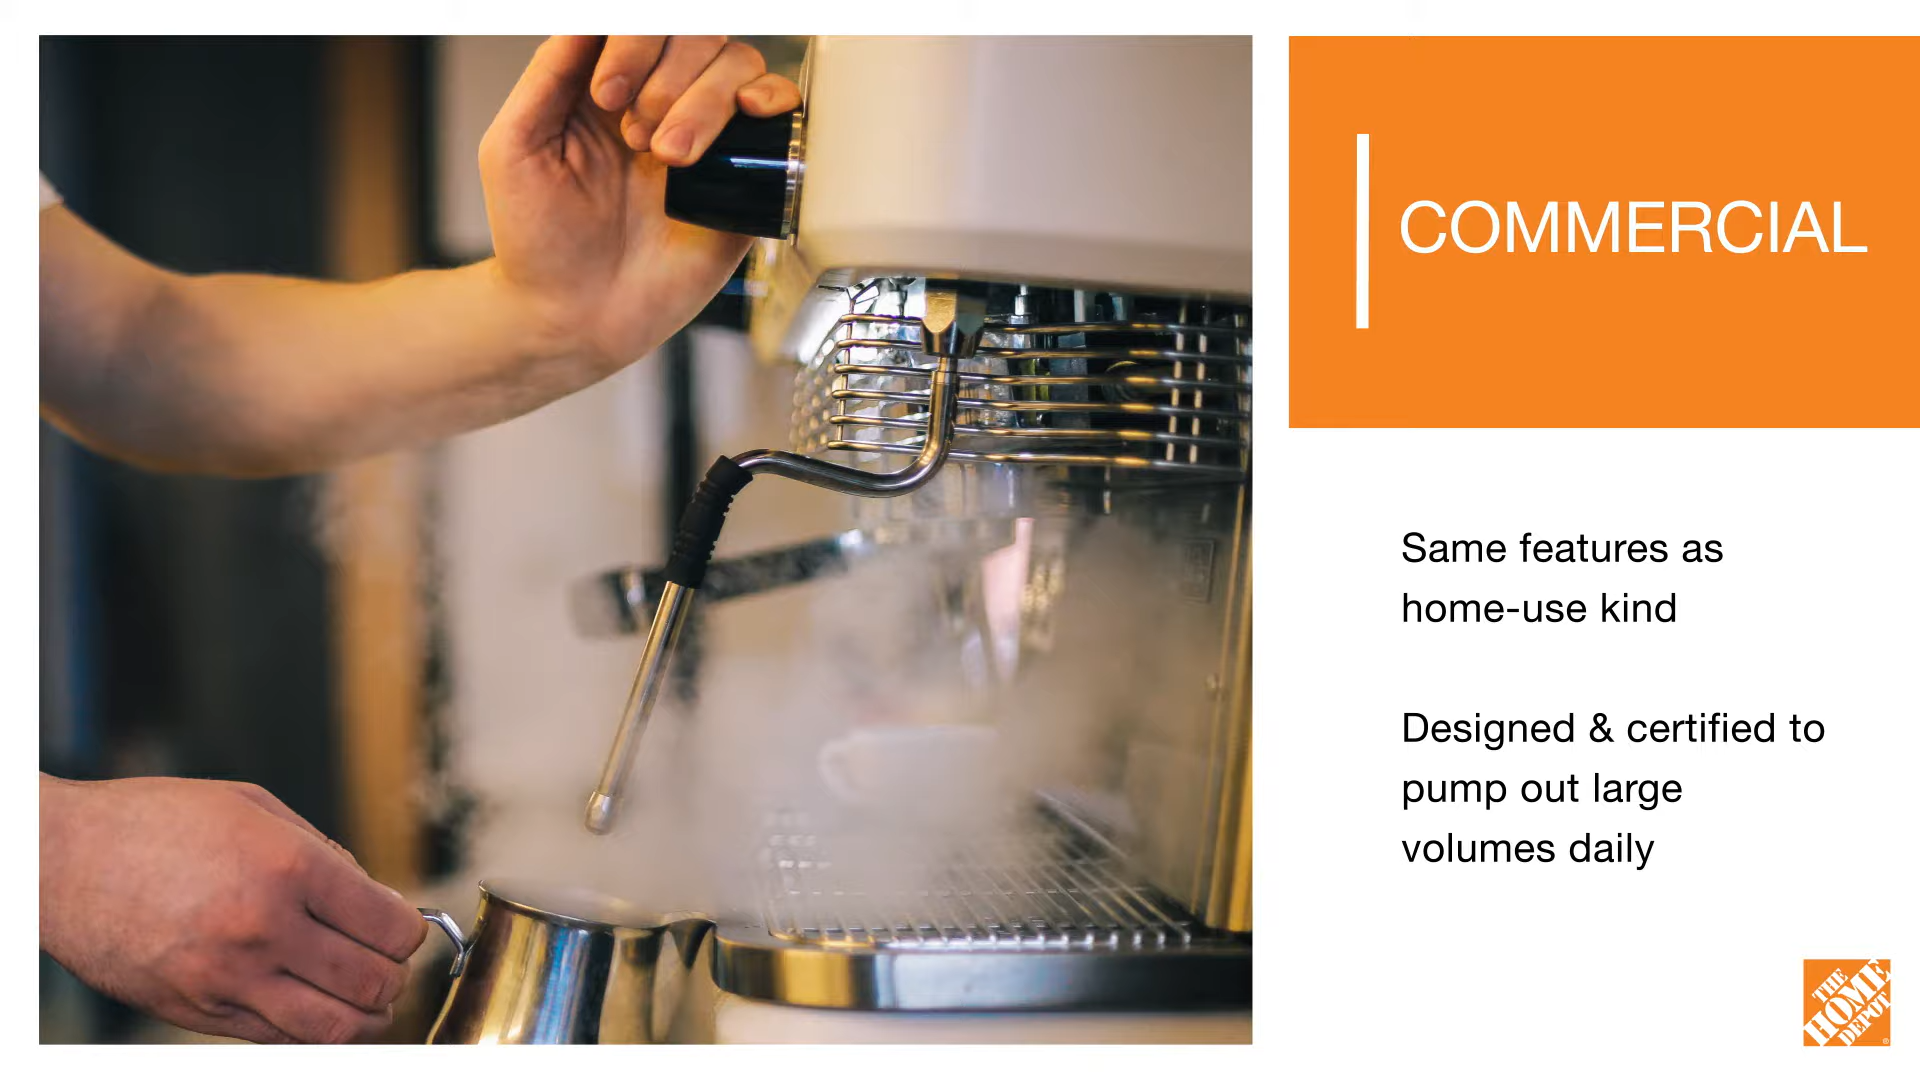 COMMERCIAL
Same features as
home-use kind
Designed & certified to
pump out large
volumes daily
THE
HOME
DEPOT